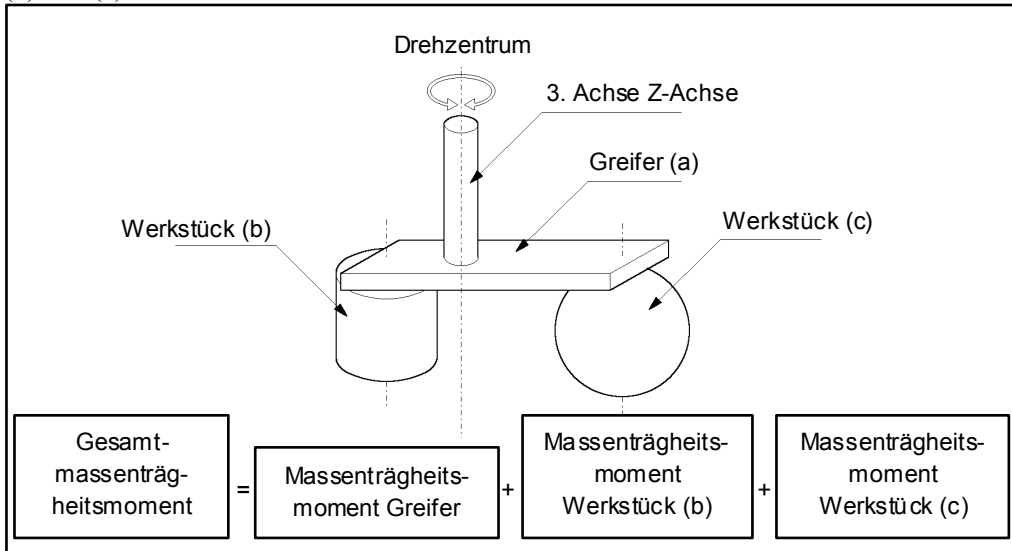 Drehzentrum
3. Achse Z-Achse
Greifer (a)
Werkstück (b)
Werkstück (c)
Gesamt-
massenträg-
heitsmoment
=
Massenträgheits-
moment Greifer
+
Massenträgheits-
moment
Werkstück (b)
+
Massenträgheits-
moment
Werkstück (c)